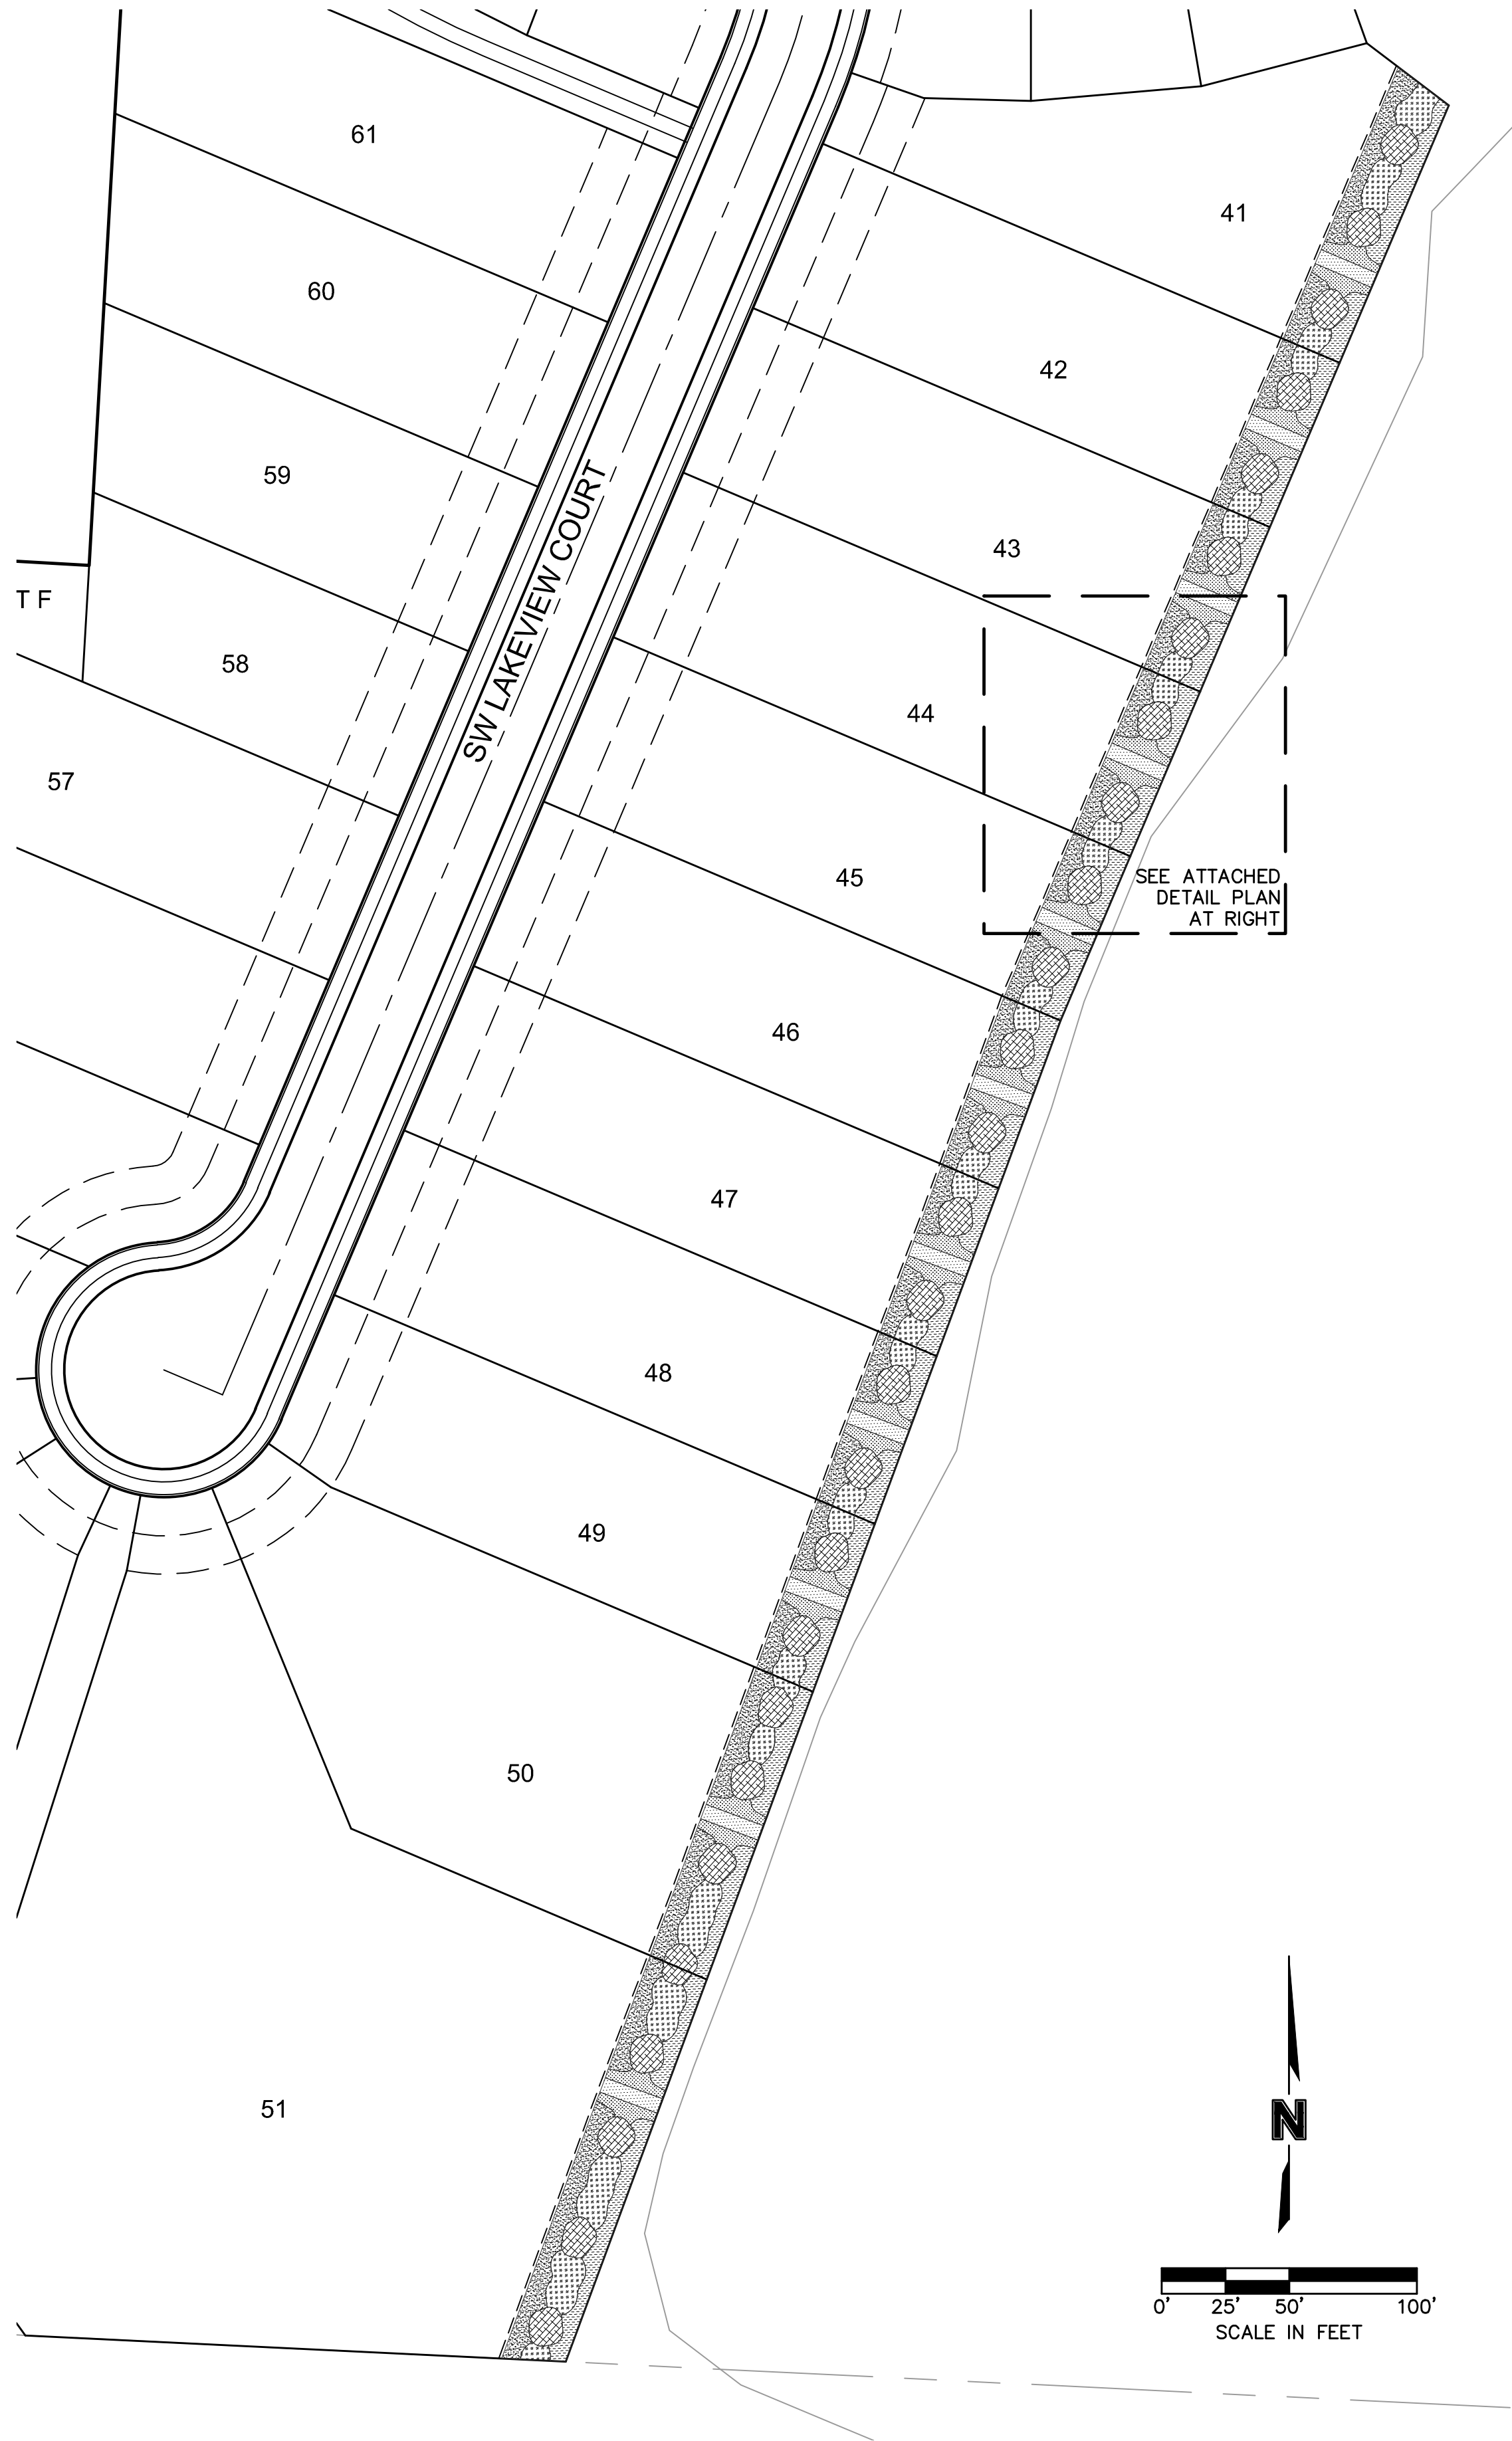 61
41
60
42
59
43
SW LAKEVIEW COURT
T F
58
44
57
45
SEE ATTACHED
DETAIL PLAN
AT RIGHT
46
47
48
49
50
51
N
0' 25' 50' 100'
SCALE IN FEET